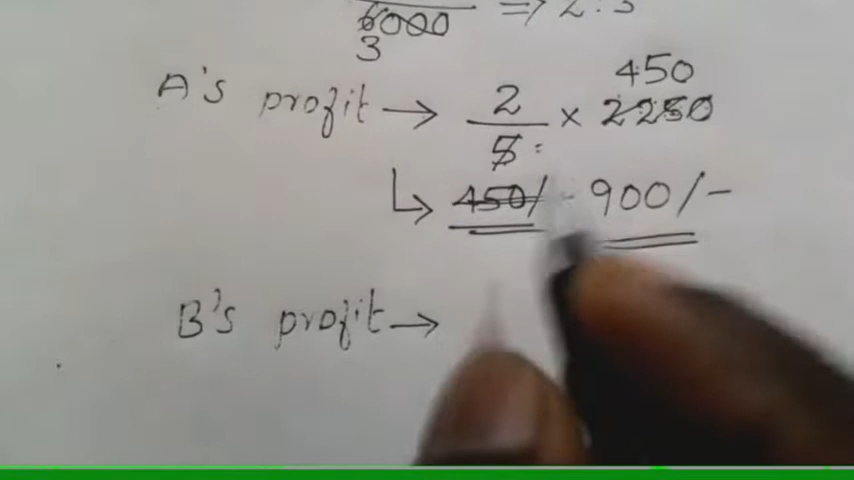 6000 => 2:3
3
A's profit → 2/5 × 2250 450
↳ 450/- 900/-
B's profit →